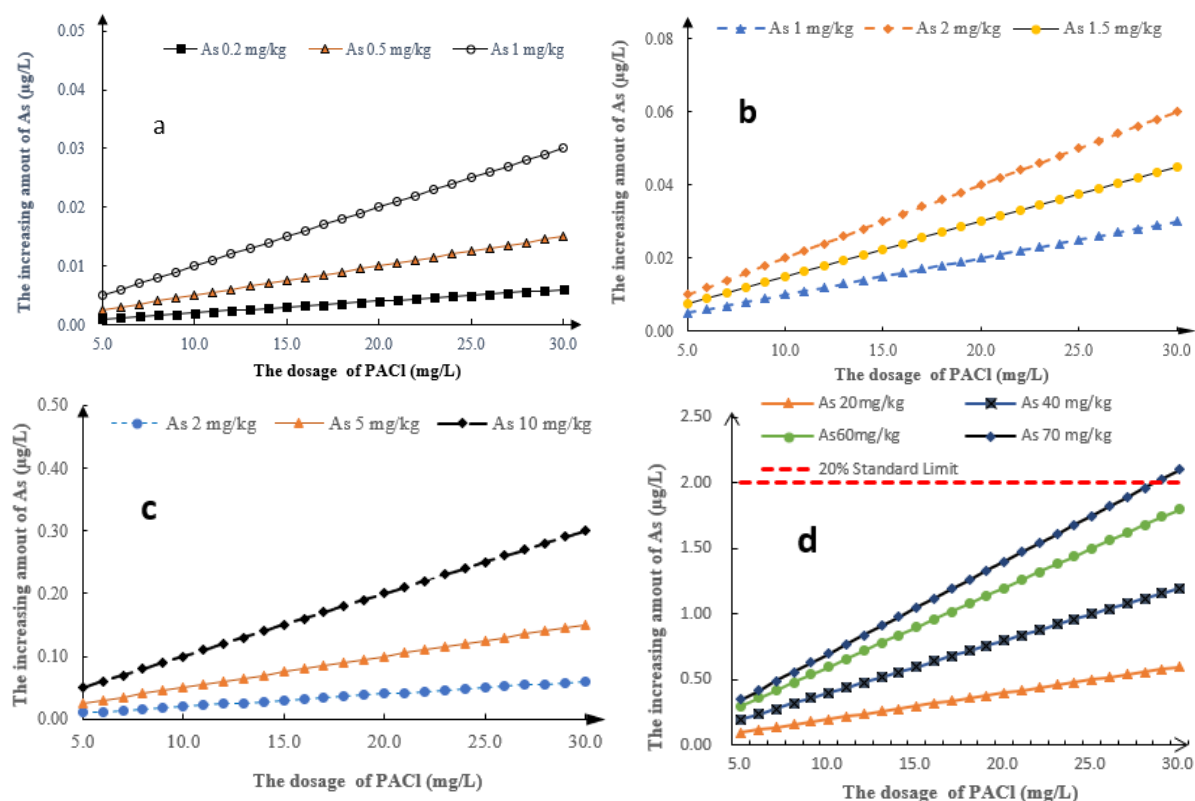 The increasing amout of As (µg/L)
0.05
0.04
0.03
0.02
0.01
0.00
As 0.2 mg/kg As 0.5 mg/kg As 1 mg/kg
a
5.0 10.0 15.0 20.0 25.0 30.0
The dosage of PACl (mg/L)
The increasing amout of As (µg/L)
0.08
0.06
0.04
0.02
0.00
As 1 mg/kg As 2 mg/kg As 1.5 mg/kg
b
5.0 10.0 15.0 20.0 25.0 30.0
The dosage of PACl (mg/L)
The increasing amout of As (µg/L)
0.50
0.40
0.30
0.20
0.10
0.00
As 2 mg/kg As 5 mg/kg As 10 mg/kg
c
5.0 10.0 15.0 20.0 25.0 30.0
The dosage of PACl (mg/L)
The increasing amout of As (µg/L)
2.50
2.00
1.50
1.00
0.50
0.00
As 20mg/kg As 40 mg/kg
As60mg/kg As 70 mg/kg
20% Standard Limit
d
5.0 10.0 15.0 20.0 25.0 30.0
The dosage of PACl (mg/L)